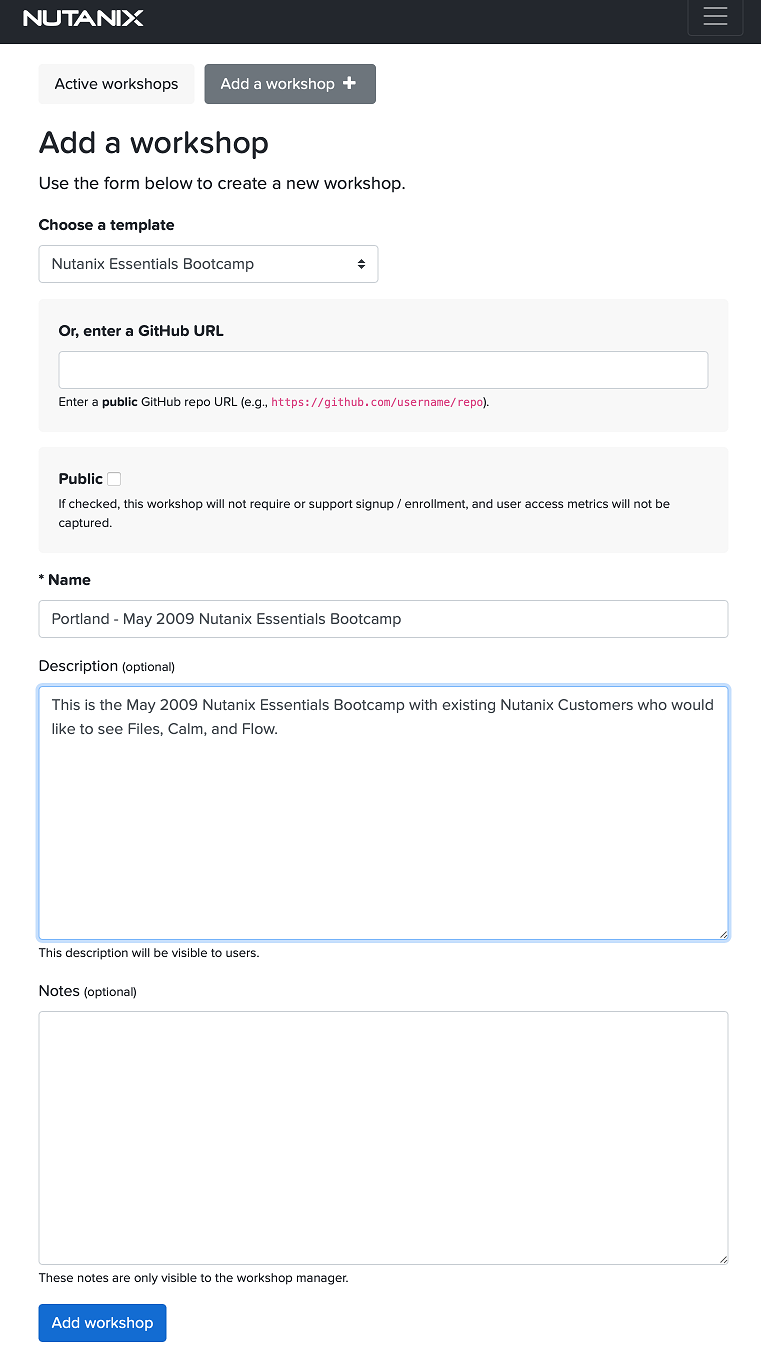 NUTANIX
Active workshops
Add a workshop +
Add a workshop
Use the form below to create a new workshop.
Choose a template
Nutanix Essentials Bootcamp
Or, enter a GitHub URL
Enter a public GitHub repo URL (e.g., https://github.com/username/repo).
Public
If checked, this workshop will not require or support signup / enrollment, and user access metrics will not be
captured.
* Name
Portland - May 2009 Nutanix Essentials Bootcamp
Description (optional)
This is the May 2009 Nutanix Essentials Bootcamp with existing Nutanix Customers who would
like to see Files, Calm, and Flow.
This description will be visible to users.
Notes (optional)
These notes are only visible to the workshop manager.
Add workshop